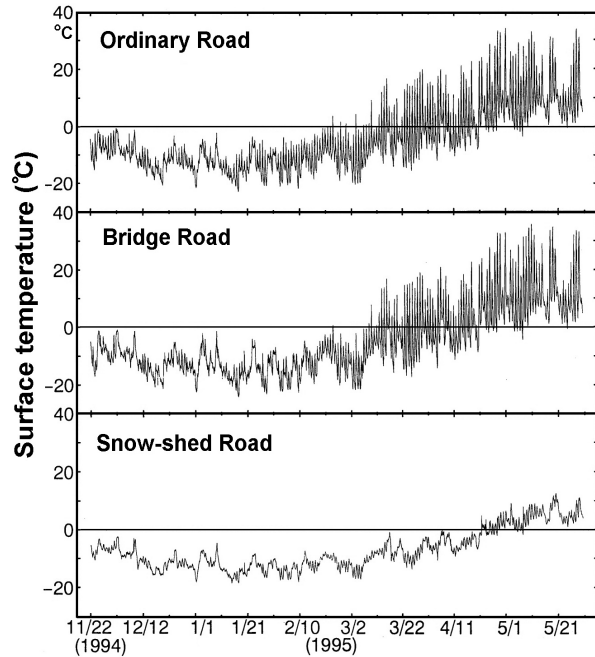 40
°C
Ordinary Road
20
0
−20
40
Bridge Road
20
0
−20
40
Snow-shed Road
20
0
−20
Surface temperature (℃)
11/22 12/12 1/1 1/21 2/10 3/2 3/22 4/11 5/1 5/21
(1994) (1995)